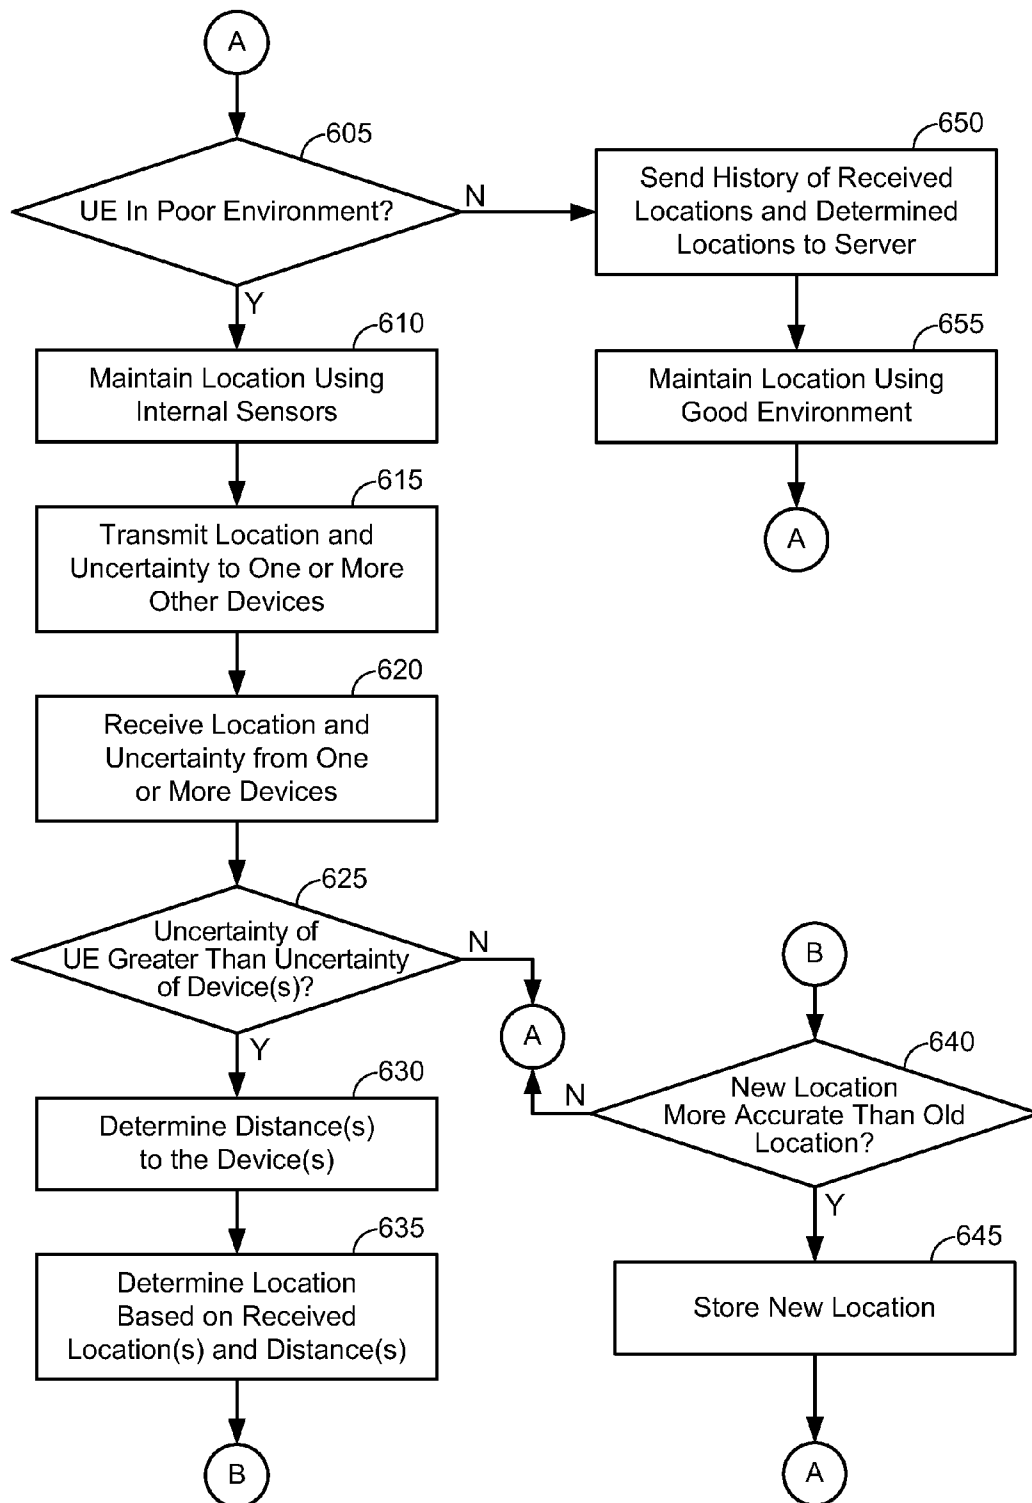 A
605
UE In Poor Environment?
N
Y
650
Send History of Received
Locations and Determined
Locations to Server
610
Maintain Location Using
Internal Sensors
655
Maintain Location Using
Good Environment
A
615
Transmit Location and
Uncertainty to One or More
Other Devices
620
Receive Location and
Uncertainty from One
or More Devices
625
Uncertainty of
UE Greater Than Uncertainty
of Device(s)?
N
Y
A
630
Determine Distance(s)
to the Device(s)
635
Determine Location
Based on Received
Location(s) and Distance(s)
B
B
640
New Location
More Accurate Than Old
Location?
N
Y
645
Store New Location
A